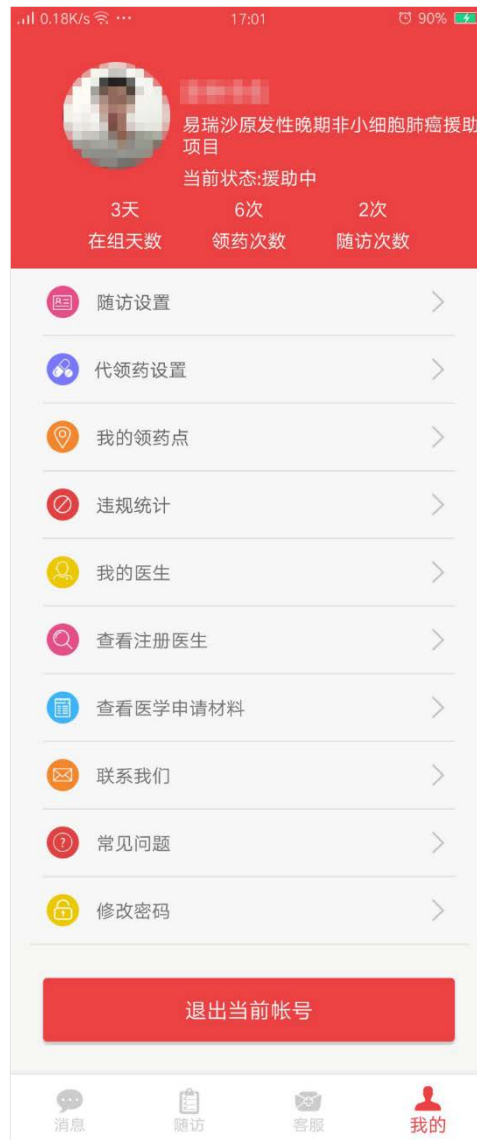 0.18K/s ... 17:01 90%
易瑞沙原发性晚期非小细胞肺癌援助
项目
当前状态:援助中
3天 6次 2次
在组天数 领药次数 随访次数
随访设置
代领药设置
我的领药点
违规统计
我的医生
查看注册医生
查看医学申请材料
联系我们
常见问题
修改密码
退出当前帐号
消息 随访 客服 我的